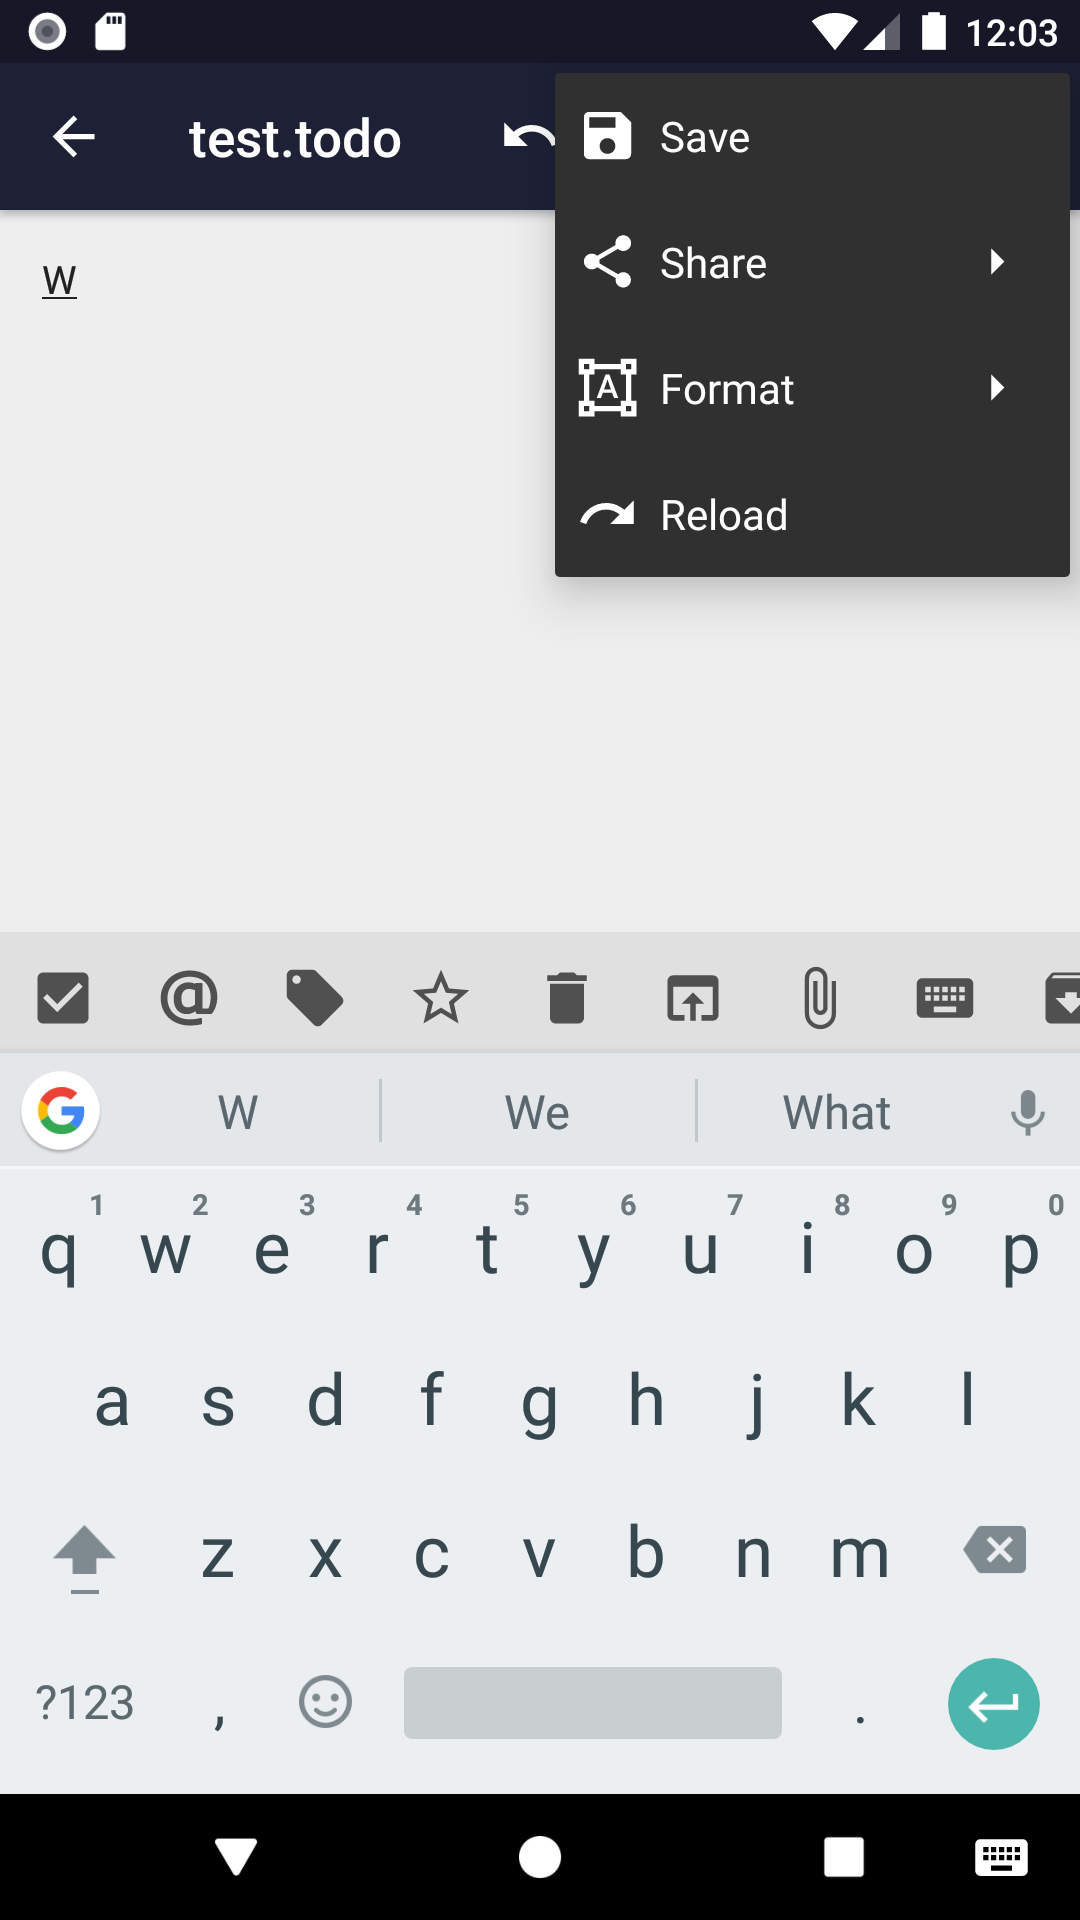 12:03
test.todo
Save
Share
Format
Reload
W
@
W We What
1 2 3 4 5 6 7 8 9 0
q w e r t y u i o p
a s d f g h j k l
z x c v b n m
?123 , .